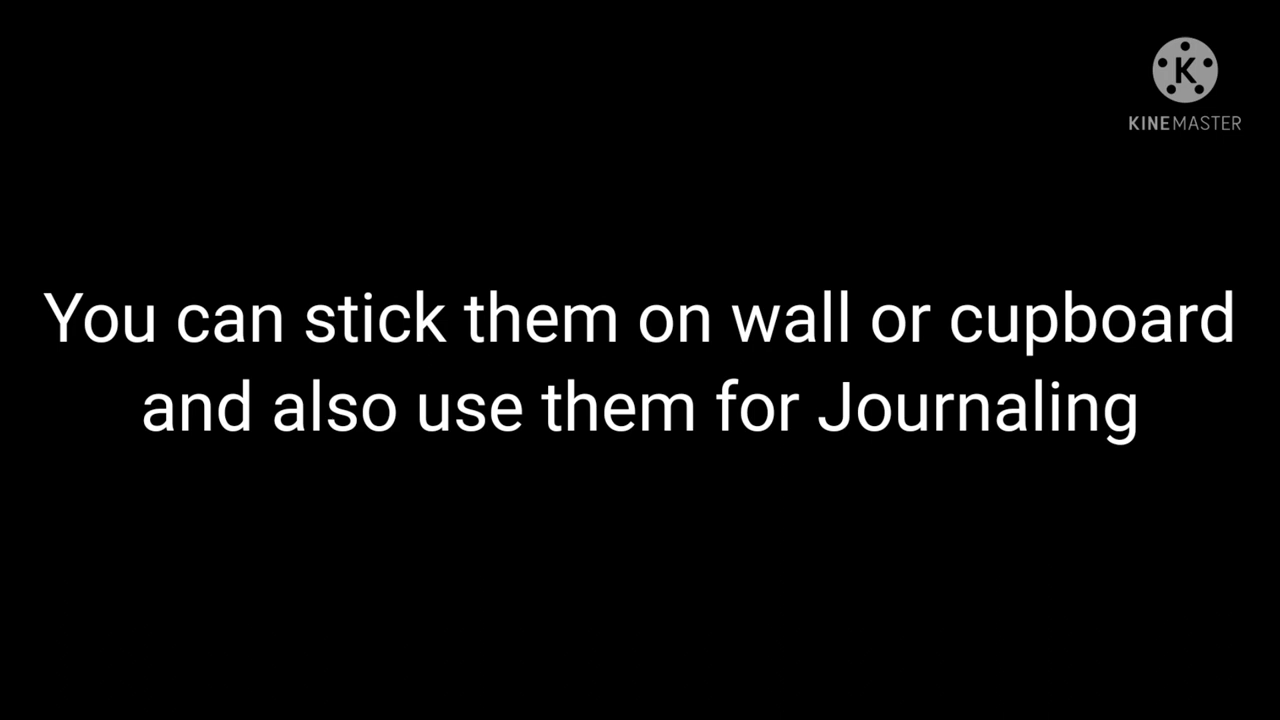 K
KINEMASTER
You can stick them on wall or cupboard
and also use them for Journaling